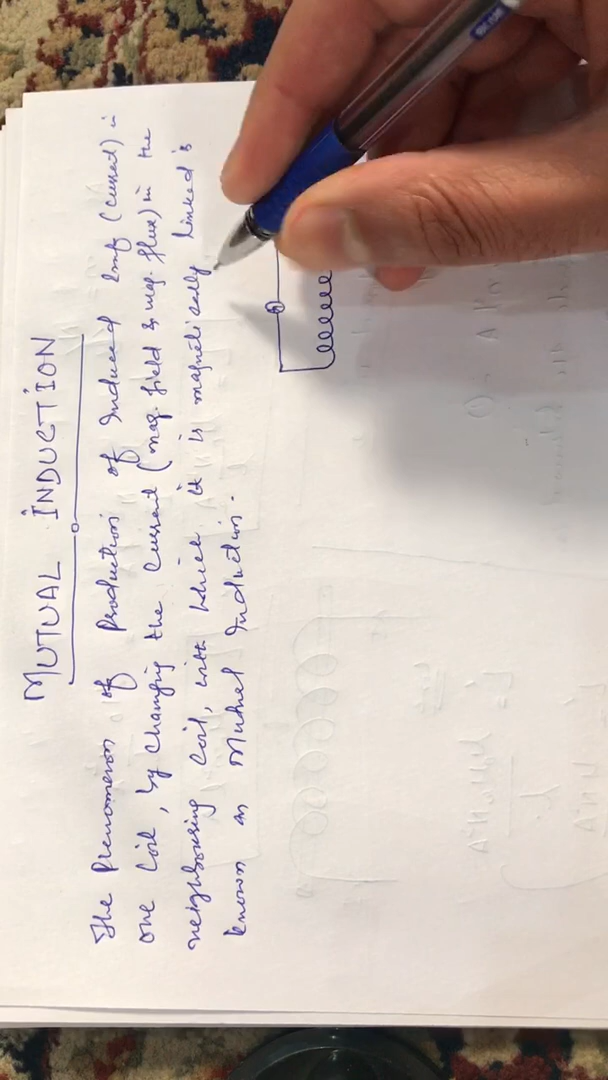 MUTUAL INDUCTION
The Phenomenon of Production of Induced Emf (current) in
one coil, by changing the current (mag. field & mag. flux) in the
neighbouring coil, with which it is magnetically linked is
known as Mutual Induction.